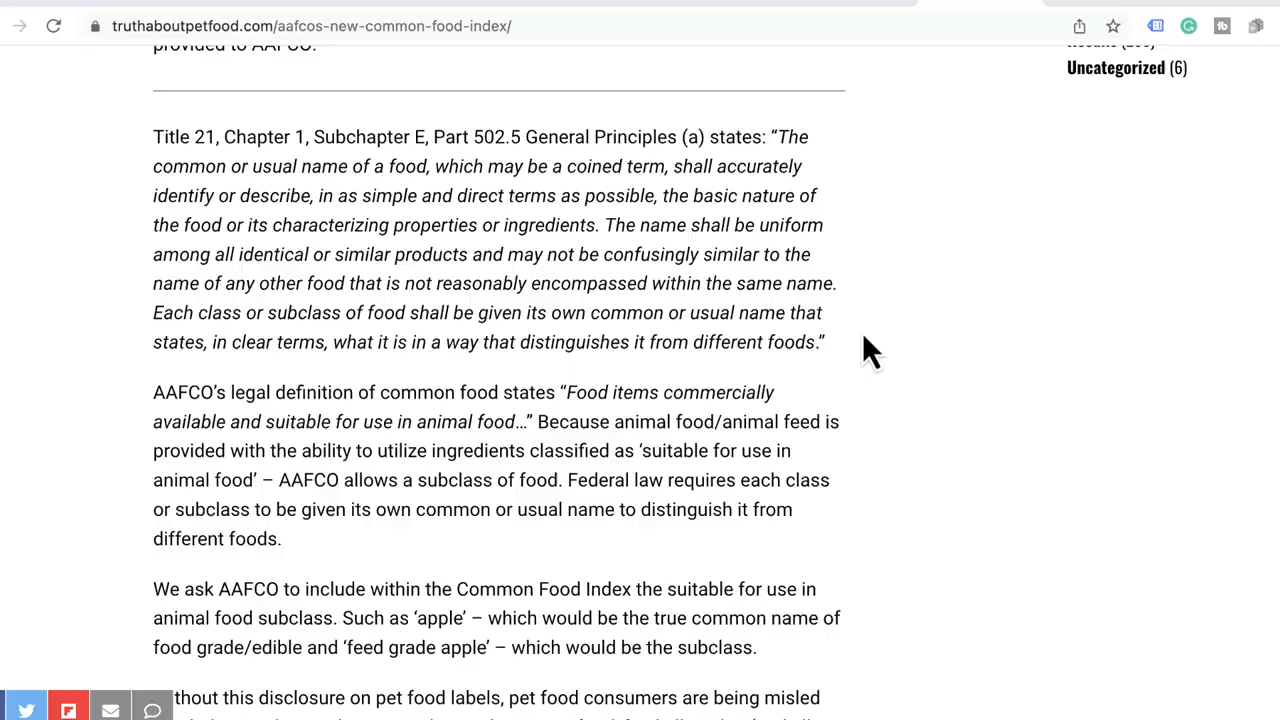 truthaboutpetfood.com/aafcos-new-common-food-index/
provided to AAFCO.
Uncategorized (6)
Title 21, Chapter 1, Subchapter E, Part 502.5 General Principles (a) states: “The
common or usual name of a food, which may be a coined term, shall accurately
identify or describe, in as simple and direct terms as possible, the basic nature of
the food or its characterizing properties or ingredients. The name shall be uniform
among all identical or similar products and may not be confusingly similar to the
name of any other food that is not reasonably encompassed within the same name.
Each class or subclass of food shall be given its own common or usual name that
states, in clear terms, what it is in a way that distinguishes it from different foods.”
AAFCO’s legal definition of common food states “Food items commercially
available and suitable for use in animal food…” Because animal food/animal feed is
provided with the ability to utilize ingredients classified as ‘suitable for use in
animal food’ – AAFCO allows a subclass of food. Federal law requires each class
or subclass to be given its own common or usual name to distinguish it from
different foods.
We ask AAFCO to include within the Common Food Index the suitable for use in
animal food subclass. Such as ‘apple’ – which would be the true common name of
food grade/edible and ‘feed grade apple’ – which would be the subclass.
thout this disclosure on pet food labels, pet food consumers are being misled